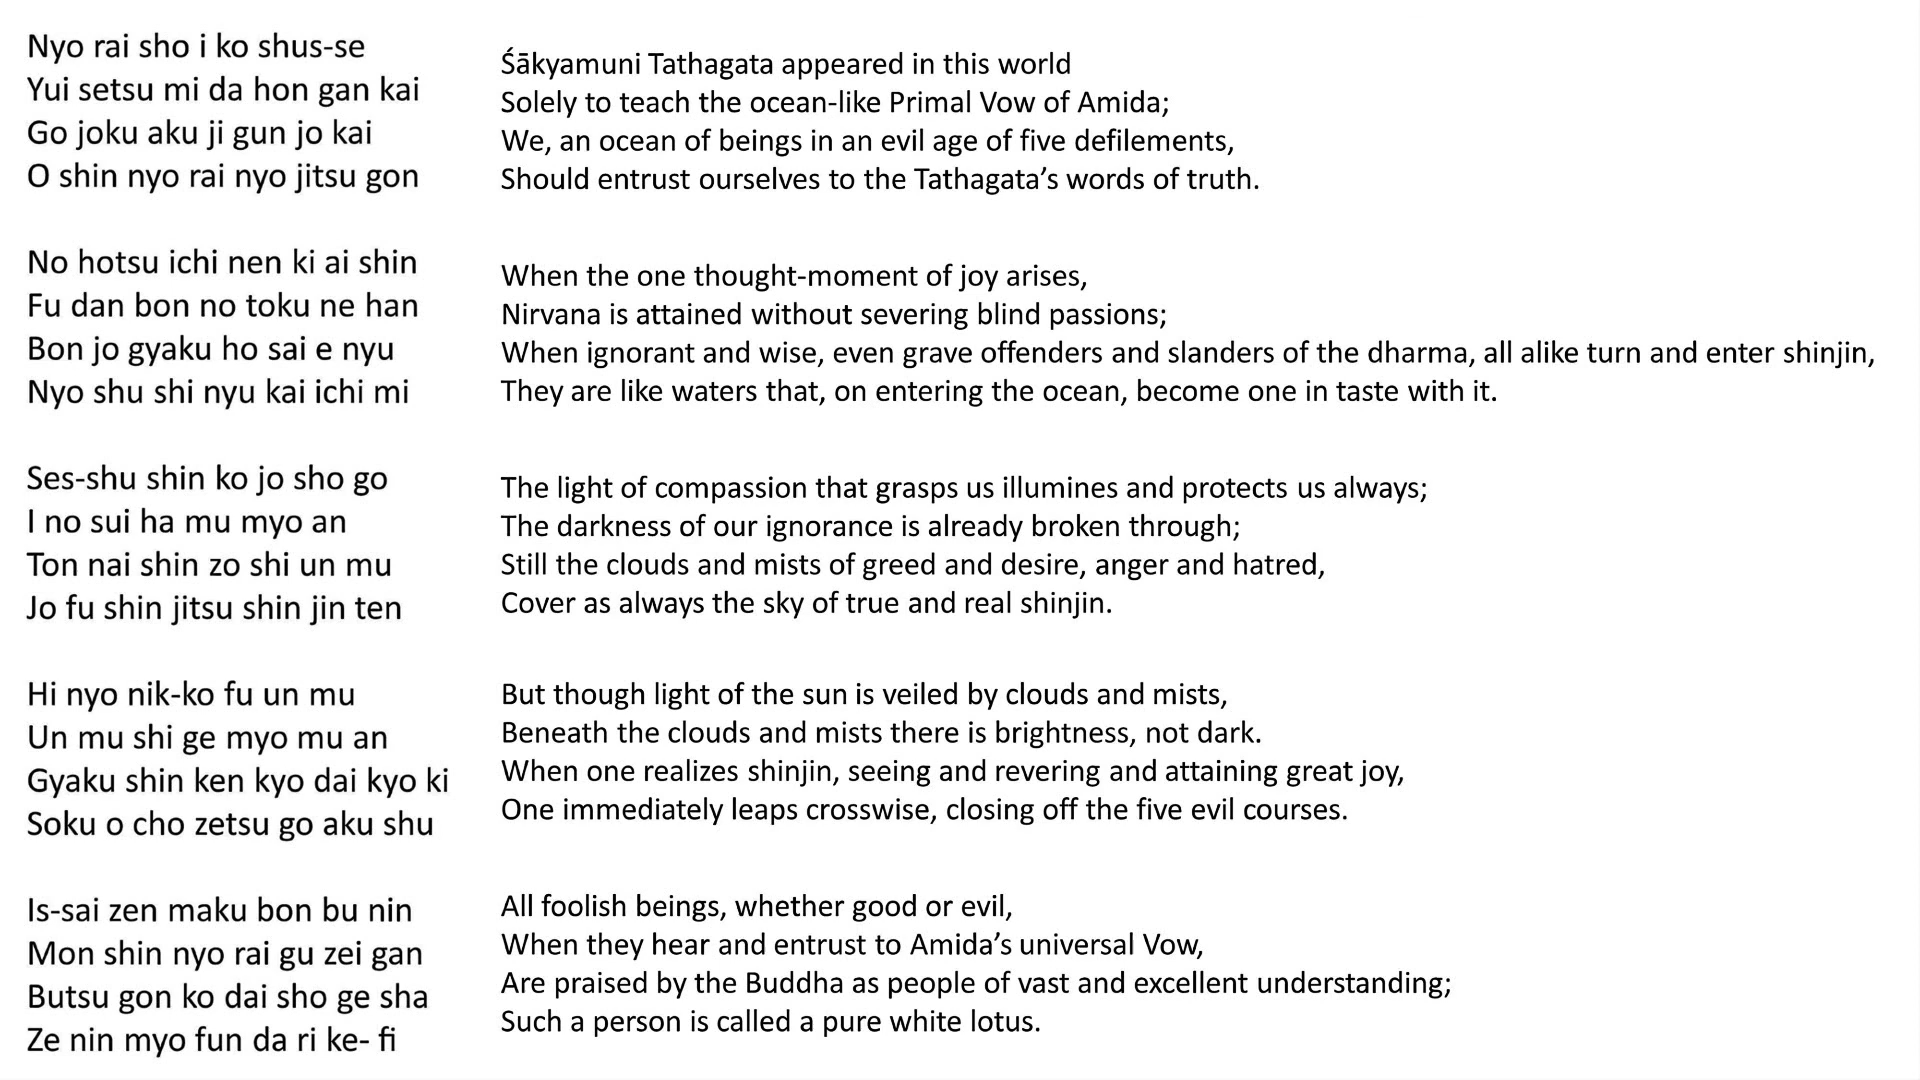 Nyo rai sho i ko shus-se
Yui setsu mi da hon gan kai
Go joku aku ji gun jo kai
O shin nyo rai nyo jitsu gon
Śākyamuni Tathagata appeared in this world
Solely to teach the ocean-like Primal Vow of Amida;
We, an ocean of beings in an evil age of five defilements,
Should entrust ourselves to the Tathagata’s words of truth.
No hotsu ichi nen ki ai shin
Fu dan bon no toku ne han
Bon jo gyaku ho sai e nyu
Nyo shu shi nyu kai ichi mi
When the one thought-moment of joy arises,
Nirvana is attained without severing blind passions;
When ignorant and wise, even grave offenders and slanders of the dharma, all alike turn and enter shinjin,
They are like waters that, on entering the ocean, become one in taste with it.
Ses-shu shin ko jo sho go
I no sui ha mu myo an
Ton nai shin zo shi un mu
Jo fu shin jitsu shin jin ten
The light of compassion that grasps us illumines and protects us always;
The darkness of our ignorance is already broken through;
Still the clouds and mists of greed and desire, anger and hatred,
Cover as always the sky of true and real shinjin.
Hi nyo nik-ko fu un mu
Un mu shi ge myo mu an
Gyaku shin ken kyo dai kyo ki
Soku o cho zetsu go aku shu
But though light of the sun is veiled by clouds and mists,
Beneath the clouds and mists there is brightness, not dark.
When one realizes shinjin, seeing and revering and attaining great joy,
One immediately leaps crosswise, closing off the five evil courses.
Is-sai zen maku bon bu nin
Mon shin nyo rai gu zei gan
Butsu gon ko dai sho ge sha
Ze nin myo fun da ri ke- fi
All foolish beings, whether good or evil,
When they hear and entrust to Amida’s universal Vow,
Are praised by the Buddha as people of vast and excellent understanding;
Such a person is called a pure white lotus.